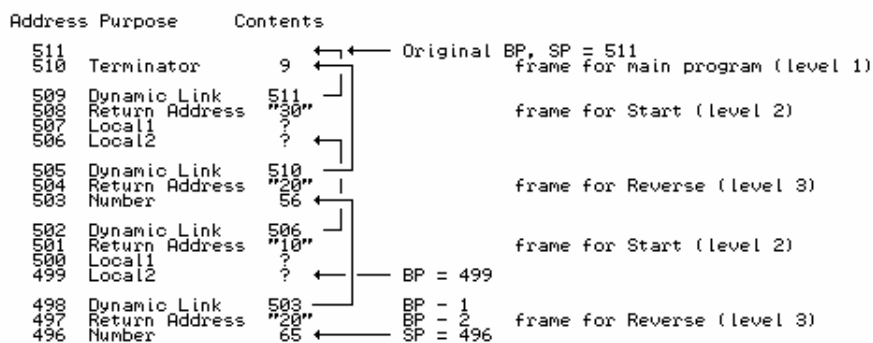 Address Purpose Contents
511 Original BP, SP = 511
510 Terminator 9 frame for main program (level 1)
509 Dynamic Link 511
508 Return Address "30" frame for Start (level 2)
507 Local1 ?
506 Local2 ?
505 Dynamic Link 510
504 Return Address "20" frame for Reverse (level 3)
503 Number 56
502 Dynamic Link 506
501 Return Address "10" frame for Start (level 2)
500 Local1 ?
499 Local2 ? BP = 499
498 Dynamic Link 503 BP - 1
497 Return Address "20" BP - 2 frame for Reverse (level 3)
496 Number 65 SP = 496